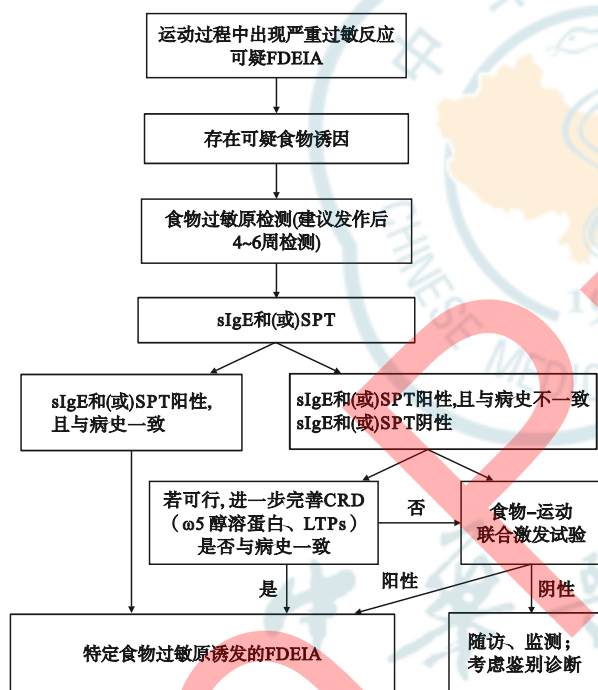 运动过程中出现严重过敏反应
可疑FDEIA
存在可疑食物诱因
食物过敏原检测(建议发作后
4~6周检测)
sIgE和(或)SPT
sIgE和(或)SPT阳性,
且与病史一致
sIgE和(或)SPT阳性,且与病史不一致
sIgE和(或)SPT阴性
若可行,进一步完善CRD
(ω5 醇溶蛋白、LTPs)
是否与病史一致
否
食物–运动
联合激发试验
是
阳性
阴性
特定食物过敏原诱发的FDEIA
随访、监测;
考虑鉴别诊断
中
CHINESE MEDIC
19